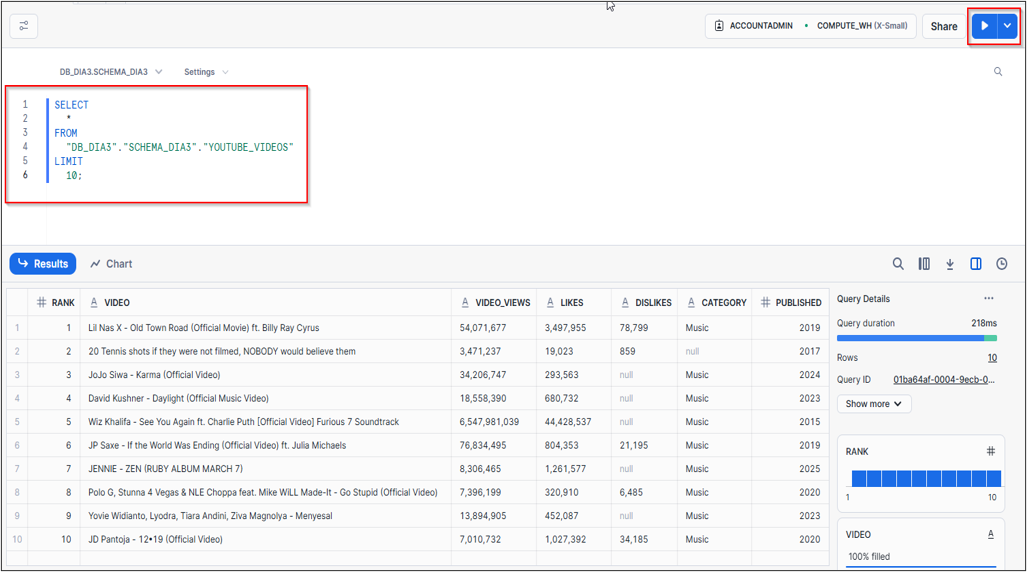 ACCOUNTADMIN • COMPUTE_WH (X-Small) Share
DB_DIA3.SCHEMA_DIA3 Settings
1 SELECT
2 *
3 FROM
4 "DB_DIA3"."SCHEMA_DIA3"."YOUTUBE_VIDEOS"
5 LIMIT
6 10;
Results Chart
# RANK A VIDEO A VIDEO_VIEWS A LIKES A DISLIKES A CATEGORY # PUBLISHED
1 1 Lil Nas X - Old Town Road (Official Movie) ft. Billy Ray Cyrus 54,071,677 3,497,955 78,799 Music 2019
2 2 20 Tennis shots if they were not filmed, NOBODY would believe them 3,471,237 19,023 859 null 2017
3 3 JoJo Siwa - Karma (Official Video) 34,206,747 293,563 null Music 2024
4 4 David Kushner - Daylight (Official Music Video) 18,558,390 680,732 null Music 2023
5 5 Wiz Khalifa - See You Again ft. Charlie Puth [Official Video] Furious 7 Soundtrack 6,547,981,039 44,428,537 null Music 2015
6 6 JP Saxe - If the World Was Ending (Official Video) ft. Julia Michaels 76,834,495 804,353 21,195 Music 2019
7 7 JENNIE - ZEN (RUBY ALBUM MARCH 7) 8,306,465 1,261,577 null Music 2025
8 8 Polo G, Stunna 4 Vegas & NLE Choppa feat. Mike WiLL Made-It - Go Stupid (Official Video) 7,396,199 320,910 6,485 Music 2020
9 9 Yovie Widianto, Lyodra, Tiara Andini, Ziva Magnolya - Menyesal 13,894,905 452,087 null Music 2023
10 10 JD Pantoja - 12•19 (Official Video) 7,010,732 1,027,392 34,185 Music 2020
Query Details ...
Query duration 218ms
Rows 10
Query ID 01ba64af-0004-9ecb-0...
Show more
RANK #
1 10
VIDEO A
100% filled